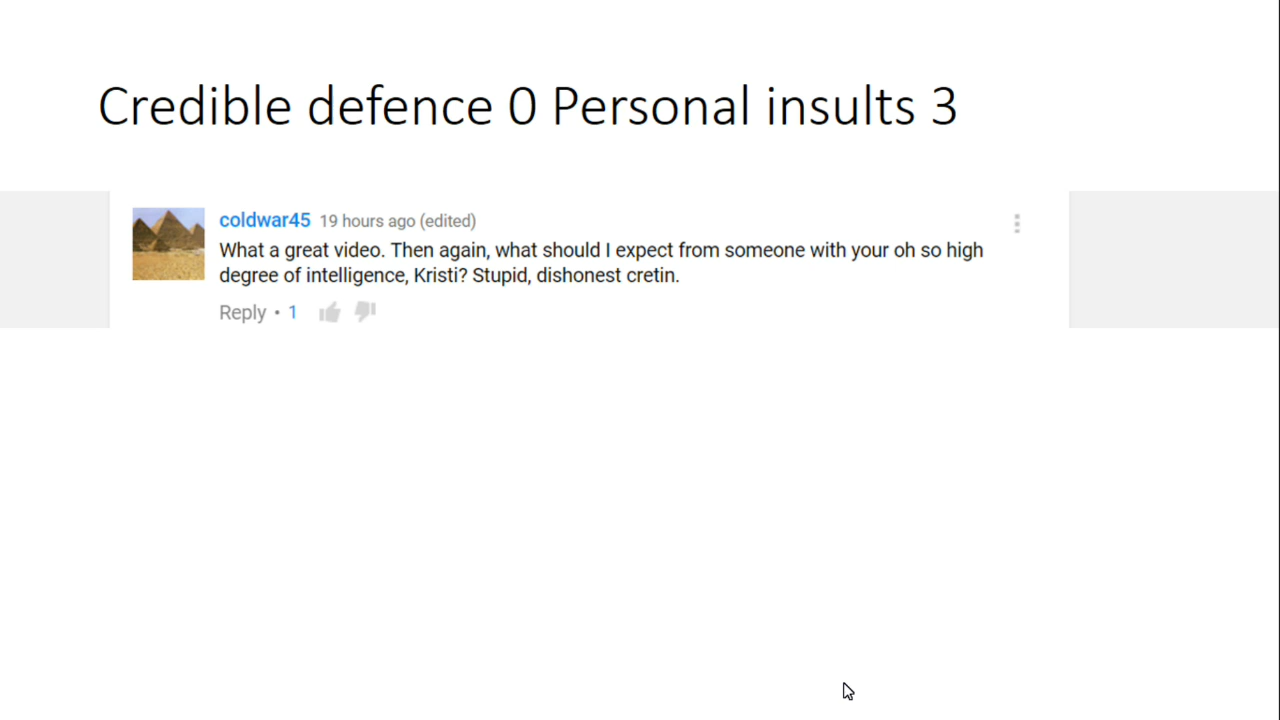 Credible defence 0 Personal insults 3
coldwar45 19 hours ago (edited)
What a great video. Then again, what should I expect from someone with your oh so high
degree of intelligence, Kristi? Stupid, dishonest cretin.
Reply • 1